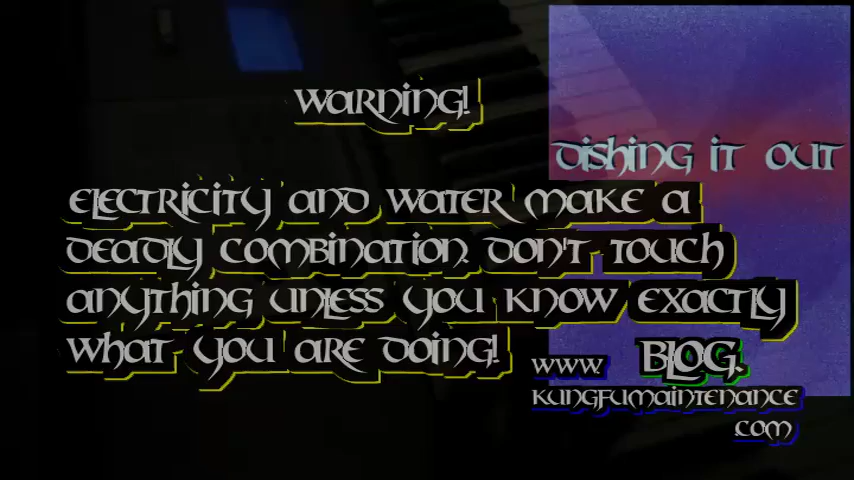 WARNING!
DISHING IT OUT
ELECTRICITY AND WATER MAKE A
DEADLY COMBINATION. DON'T TOUCH
ANYTHING UNLESS YOU KNOW EXACTLY
WHAT YOU ARE DOING!
WWW. BLOG.
KUNGFUMAINTENANCE
.COM